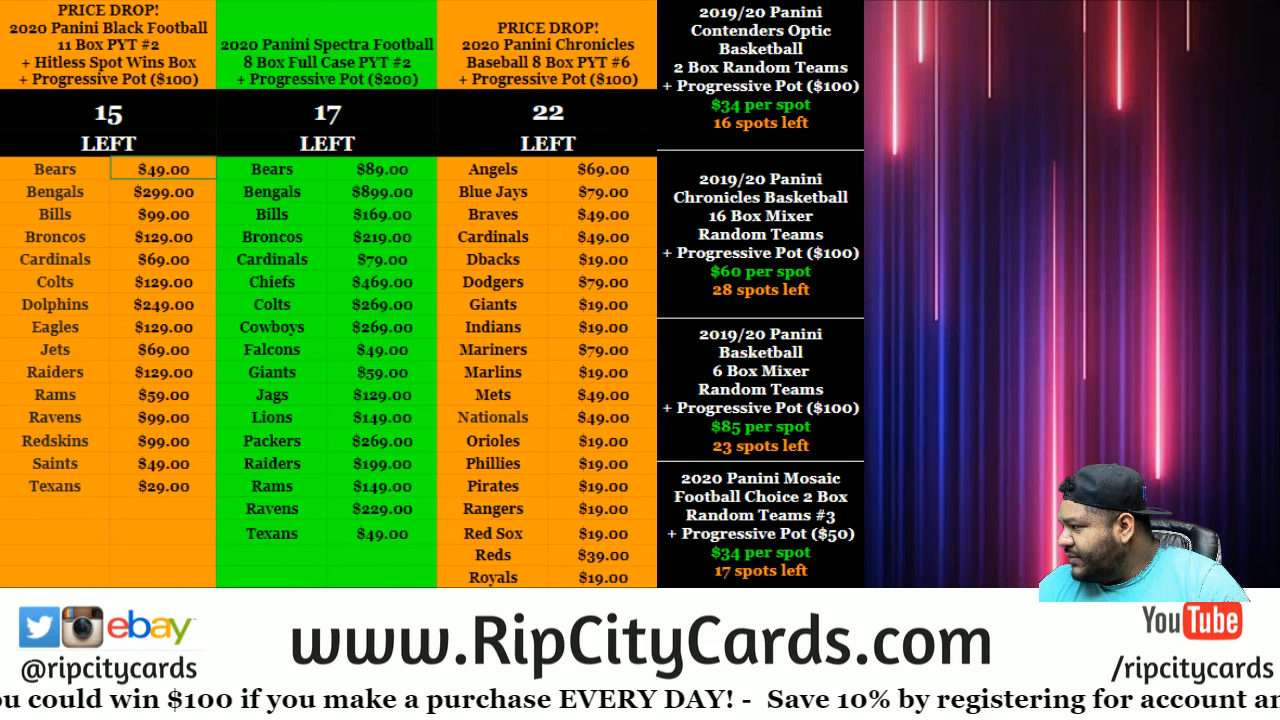 PRICE DROP!
2020 Panini Black Football
11 Box PYT #2
+ Hitless Spot Wins Box
+ Progressive Pot ($100)
15
LEFT
Bears $49.00
Bengals $299.00
Bills $99.00
Broncos $129.00
Cardinals $69.00
Colts $129.00
Dolphins $249.00
Eagles $129.00
Jets $69.00
Raiders $129.00
Rams $59.00
Ravens $99.00
Redskins $99.00
Saints $49.00
Texans $29.00
2020 Panini Spectra Football
8 Box Full Case PYT #2
+ Progressive Pot ($200)
17
LEFT
Bears $89.00
Bengals $899.00
Bills $169.00
Broncos $219.00
Cardinals $79.00
Chiefs $469.00
Colts $269.00
Cowboys $269.00
Falcons $49.00
Giants $59.00
Jags $129.00
Lions $149.00
Packers $269.00
Raiders $199.00
Rams $149.00
Ravens $229.00
Texans $49.00
PRICE DROP!
2020 Panini Chronicles
Baseball 8 Box PYT #6
+ Progressive Pot ($100)
22
LEFT
Angels $69.00
Blue Jays $79.00
Braves $49.00
Cardinals $49.00
Dbacks $19.00
Dodgers $79.00
Giants $19.00
Indians $19.00
Mariners $79.00
Marlins $19.00
Mets $49.00
Nationals $49.00
Orioles $19.00
Phillies $19.00
Pirates $19.00
Rangers $19.00
Red Sox $19.00
Reds $39.00
Royals $19.00
2019/20 Panini
Contenders Optic
Basketball
2 Box Random Teams
+ Progressive Pot ($100)
$34 per spot
16 spots left
2019/20 Panini
Chronicles Basketball
16 Box Mixer
Random Teams
+ Progressive Pot ($100)
$60 per spot
28 spots left
2019/20 Panini
Basketball
6 Box Mixer
Random Teams
+ Progressive Pot ($100)
$85 per spot
23 spots left
2020 Panini Mosaic
Football Choice 2 Box
Random Teams #3
+ Progressive Pot ($50)
$34 per spot
17 spots left
ebay
@ripcitycards
www.RipCityCards.com
YouTube
/ripcitycards
ou could win $100 if you make a purchase EVERY DAY! - Save 10% by registering for account an